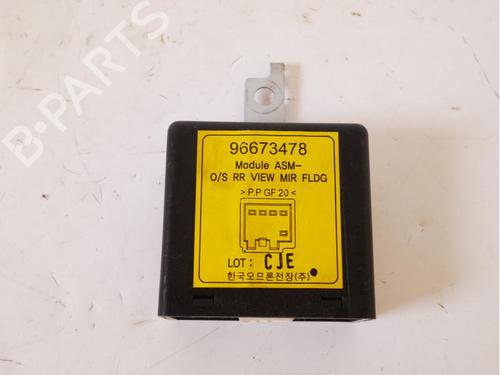 B-PARTS
96673478
Module ASM-
O/S RR VIEW MIR FLDG
> P.P GF 20 <
LOT : CJE
한국오므론전장(주)